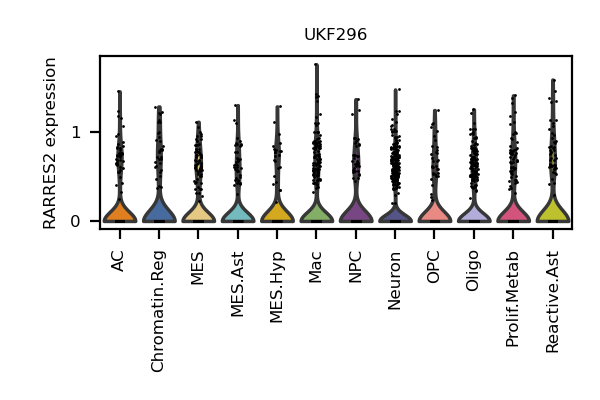 UKF296
RARRES2 expression
1
0
AC
Chromatin.Reg
MES
MES.Ast
MES.Hyp
Mac
NPC
Neuron
OPC
Oligo
Prolif.Metab
Reactive.Ast